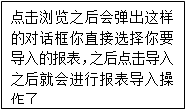 点击浏览之后会弹出这样
的对话框你直接选择你要
导入的报表，之后点击导入
之后就会进行报表导入操
作了